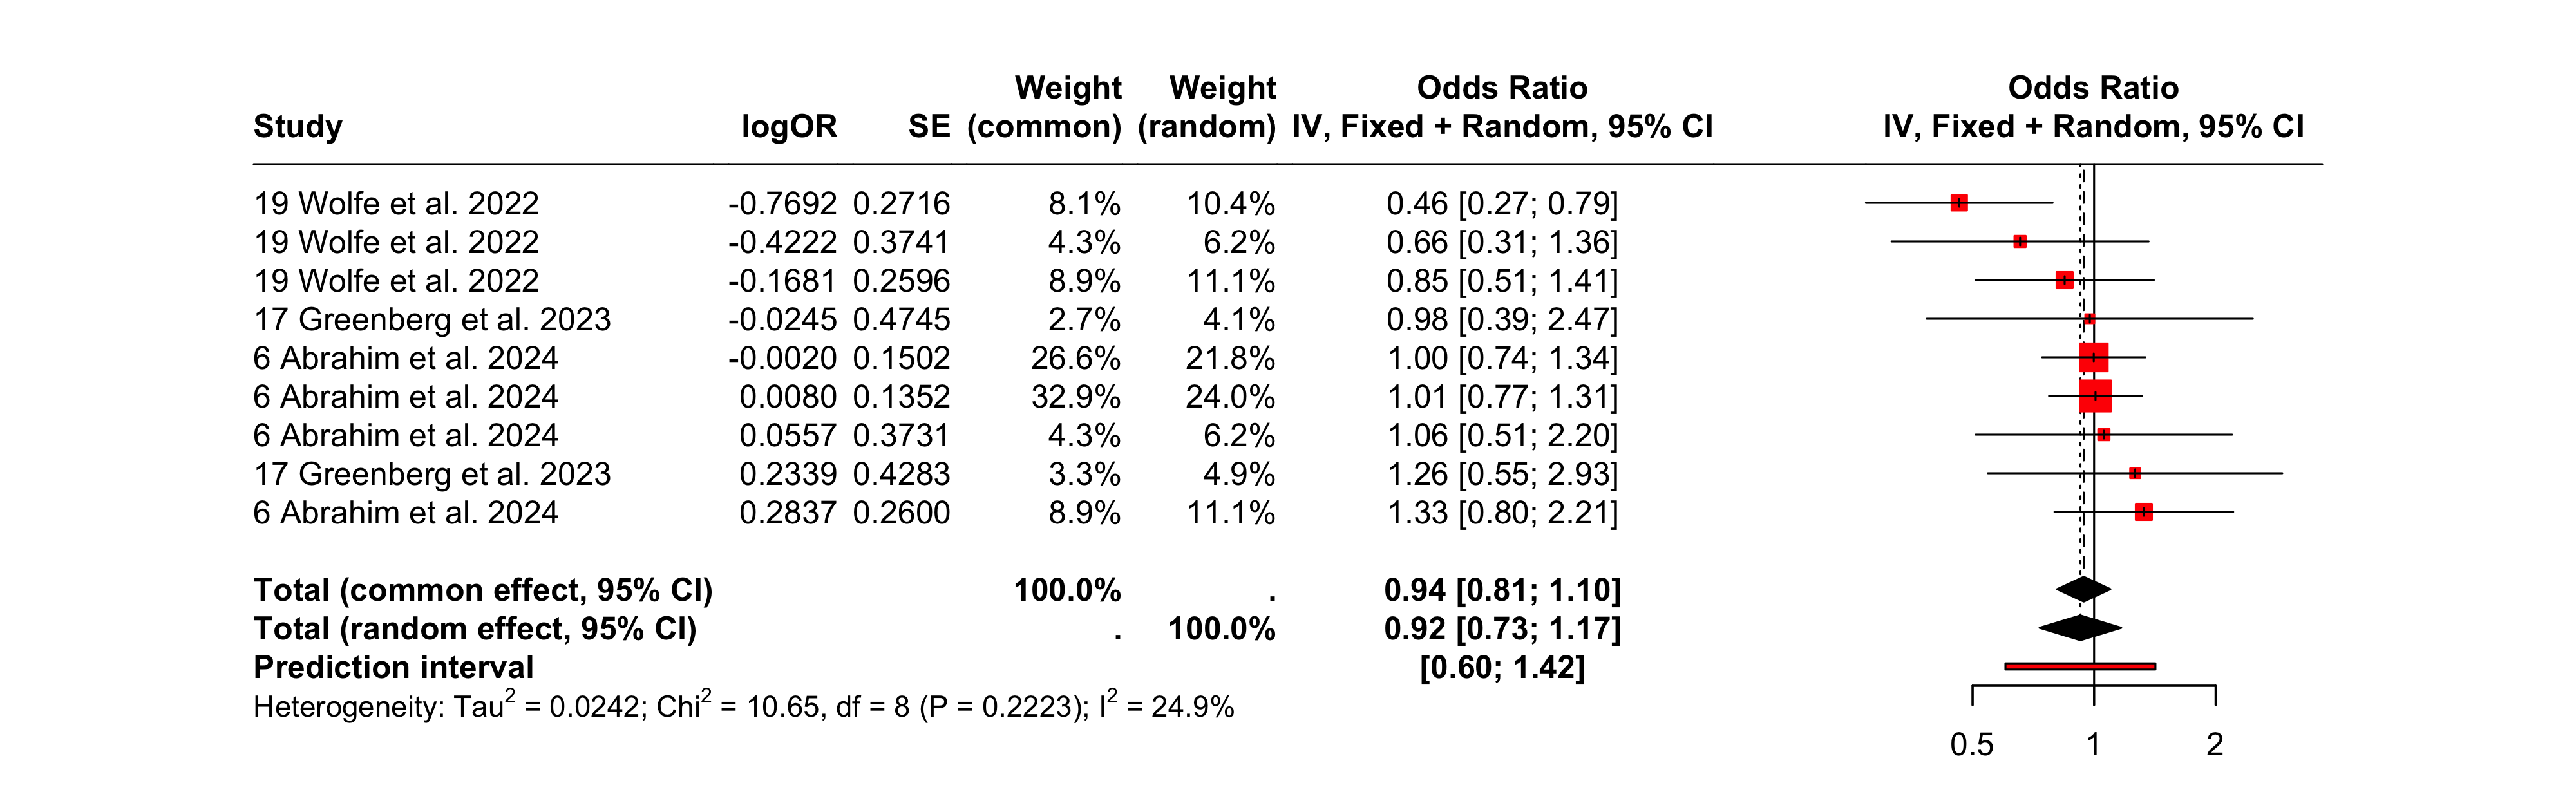 Weight Weight Odds Ratio Odds Ratio
Study logOR SE (common) (random) IV, Fixed + Random, 95% CI IV, Fixed + Random, 95% CI
19 Wolfe et al. 2022 -0.7692 0.2716 8.1% 10.4% 0.46 [0.27; 0.79]
19 Wolfe et al. 2022 -0.4222 0.3741 4.3% 6.2% 0.66 [0.31; 1.36]
19 Wolfe et al. 2022 -0.1681 0.2596 8.9% 11.1% 0.85 [0.51; 1.41]
17 Greenberg et al. 2023 -0.0245 0.4745 2.7% 4.1% 0.98 [0.39; 2.47]
6 Abrahim et al. 2024 -0.0020 0.1502 26.6% 21.8% 1.00 [0.74; 1.34]
6 Abrahim et al. 2024 0.0080 0.1352 32.9% 24.0% 1.01 [0.77; 1.31]
6 Abrahim et al. 2024 0.0557 0.3731 4.3% 6.2% 1.06 [0.51; 2.20]
17 Greenberg et al. 2023 0.2339 0.4283 3.3% 4.9% 1.26 [0.55; 2.93]
6 Abrahim et al. 2024 0.2837 0.2600 8.9% 11.1% 1.33 [0.80; 2.21]
Total (common effect, 95% CI) 100.0% . 0.94 [0.81; 1.10]
Total (random effect, 95% CI) . 100.0% 0.92 [0.73; 1.17]
Prediction interval [0.60; 1.42]
Heterogeneity: Tau² = 0.0242; Chi² = 10.65, df = 8 (P = 0.2223); I² = 24.9%
0.5 1 2